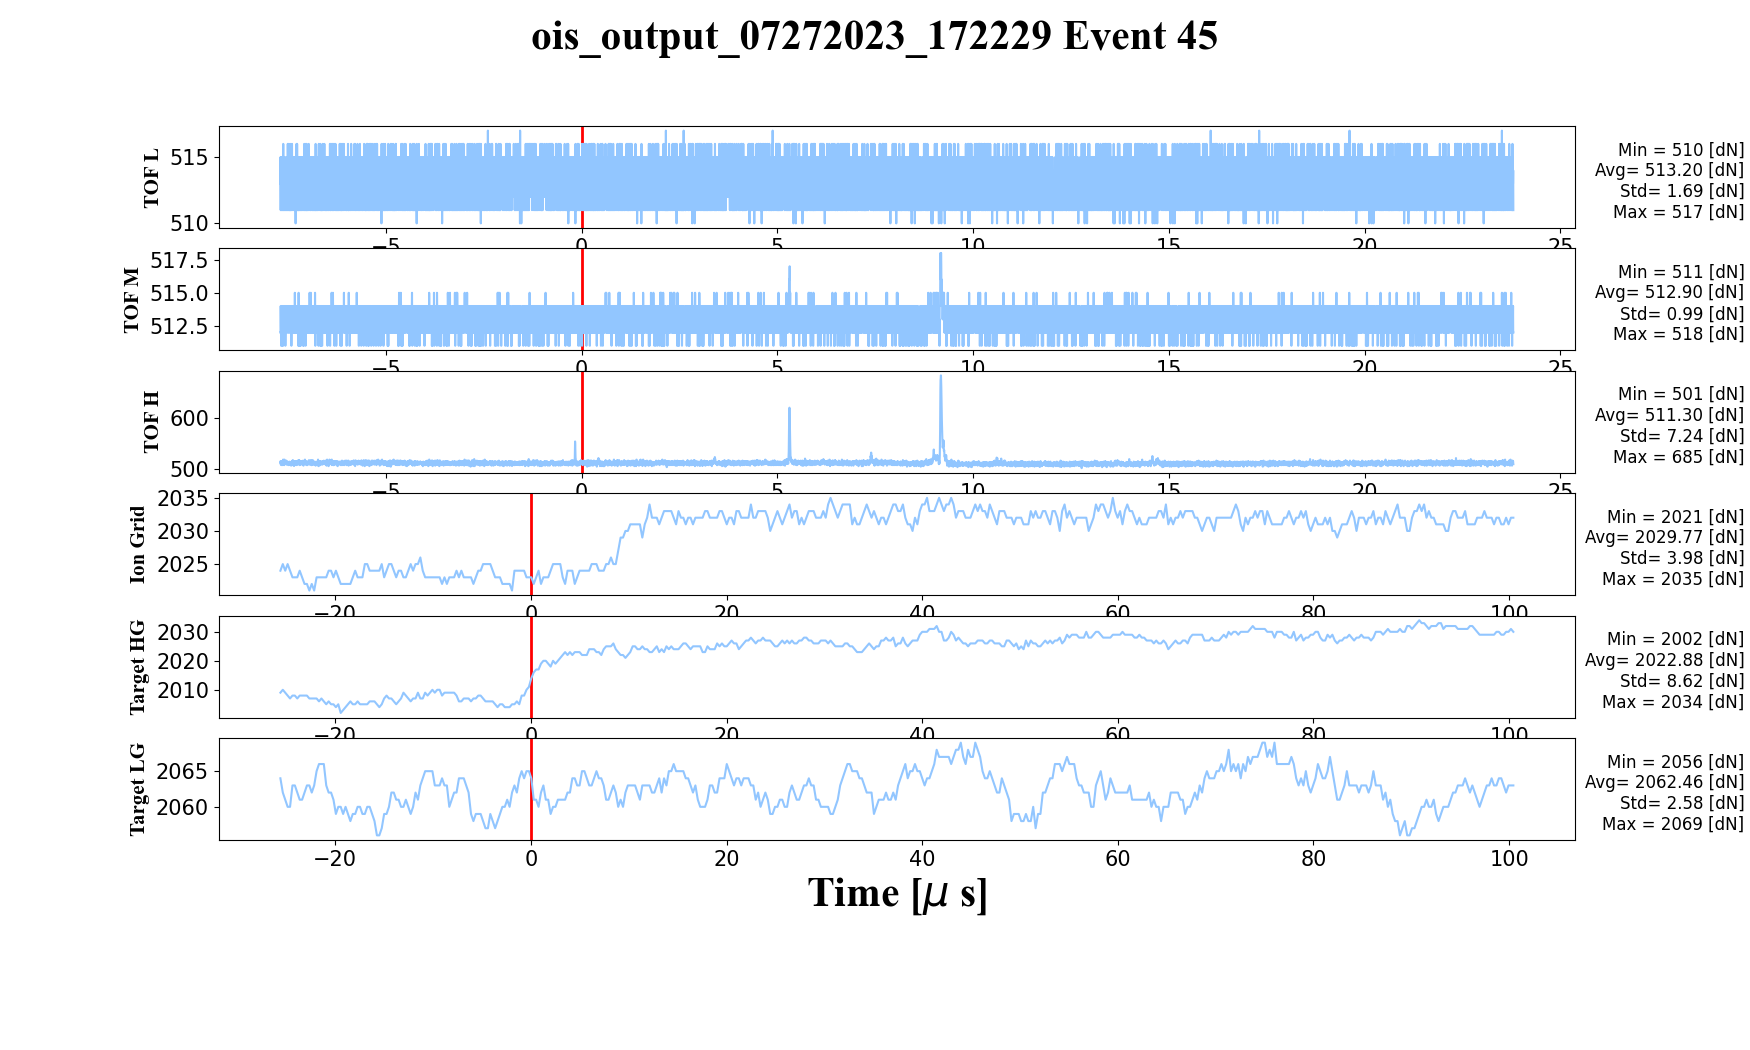 ois_output_07272023_172229 Event 45
TOF L
515
510
−5 0 5 10 15 20 25
Min = 510 [dN]
Avg= 513.20 [dN]
Std= 1.69 [dN]
Max = 517 [dN]
TOF M
517.5
515.0
512.5
−5 0 5 10 15 20 25
Min = 511 [dN]
Avg= 512.90 [dN]
Std= 0.99 [dN]
Max = 518 [dN]
TOF H
600
500
−5 0 5 10 15 20 25
Min = 501 [dN]
Avg= 511.30 [dN]
Std= 7.24 [dN]
Max = 685 [dN]
Ion Grid
2035
2030
2025
−20 0 20 40 60 80 100
Min = 2021 [dN]
Avg= 2029.77 [dN]
Std= 3.98 [dN]
Max = 2035 [dN]
Target HG
2030
2020
2010
−20 0 20 40 60 80 100
Min = 2002 [dN]
Avg= 2022.88 [dN]
Std= 8.62 [dN]
Max = 2034 [dN]
Target LG
2065
2060
−20 0 20 40 60 80 100
Min = 2056 [dN]
Avg= 2062.46 [dN]
Std= 2.58 [dN]
Max = 2069 [dN]
Time [μ s]